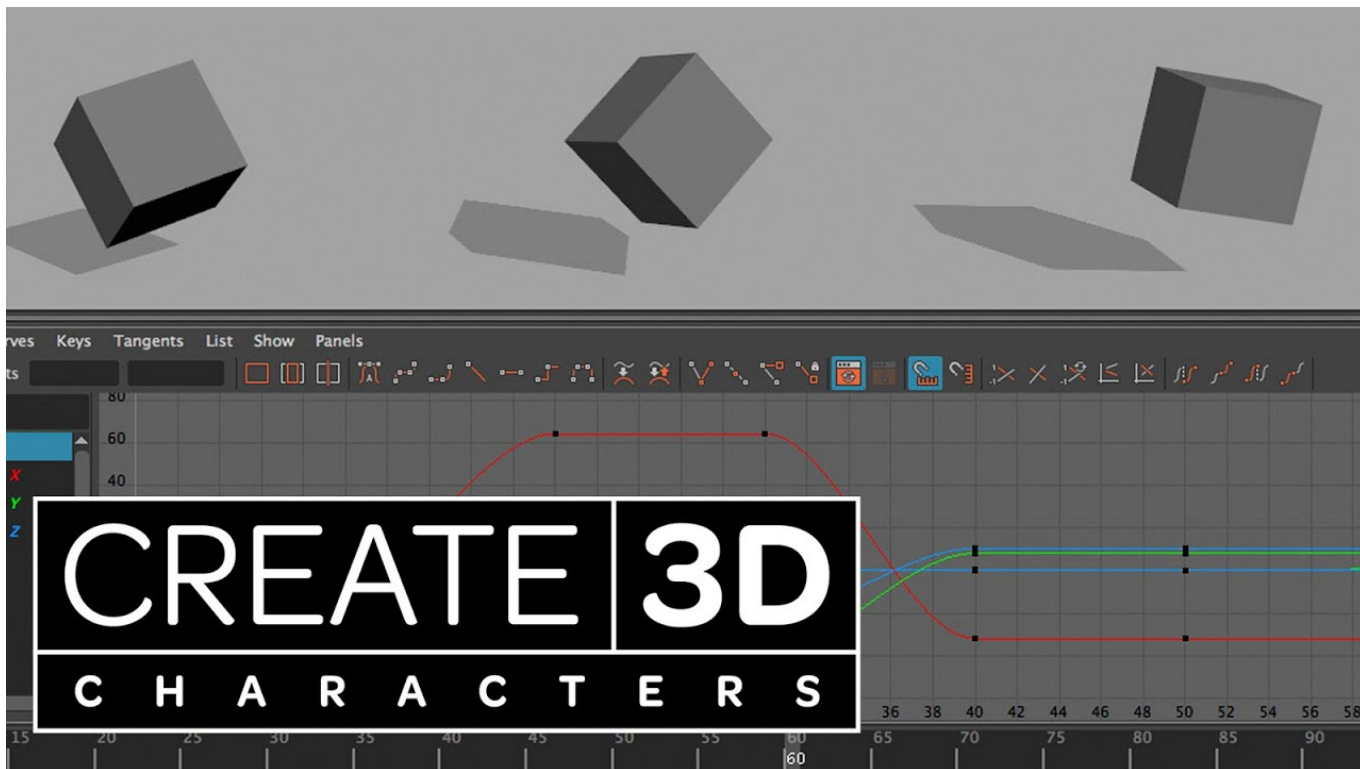 rves Keys Tangents List Show Panels
ts
80
60
40
X
Y
Z
CREATE 3D
CHARACTERS
36 38 40 42 44 46 48 50 52 54 56 58
15 20 25 30 35 40 45 50 55 60 65 70 75 80 85 90
60